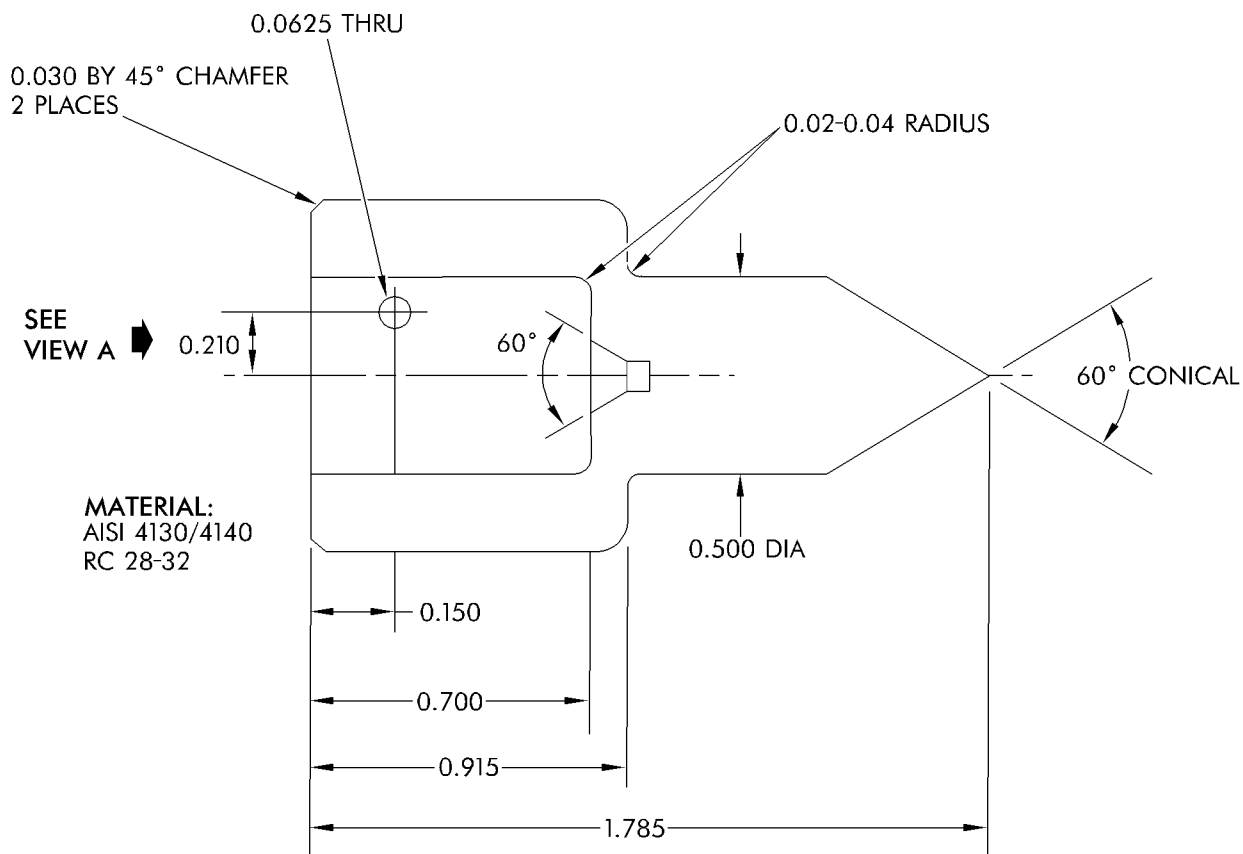 0.0625 THRU
0.030 BY 45° CHAMFER
2 PLACES
0.02-0.04 RADIUS
SEE
VIEW A
0.210
60°
60° CONICAL
MATERIAL:
AISI 4130/4140
RC 28-32
0.500 DIA
0.150
0.700
0.915
1.785